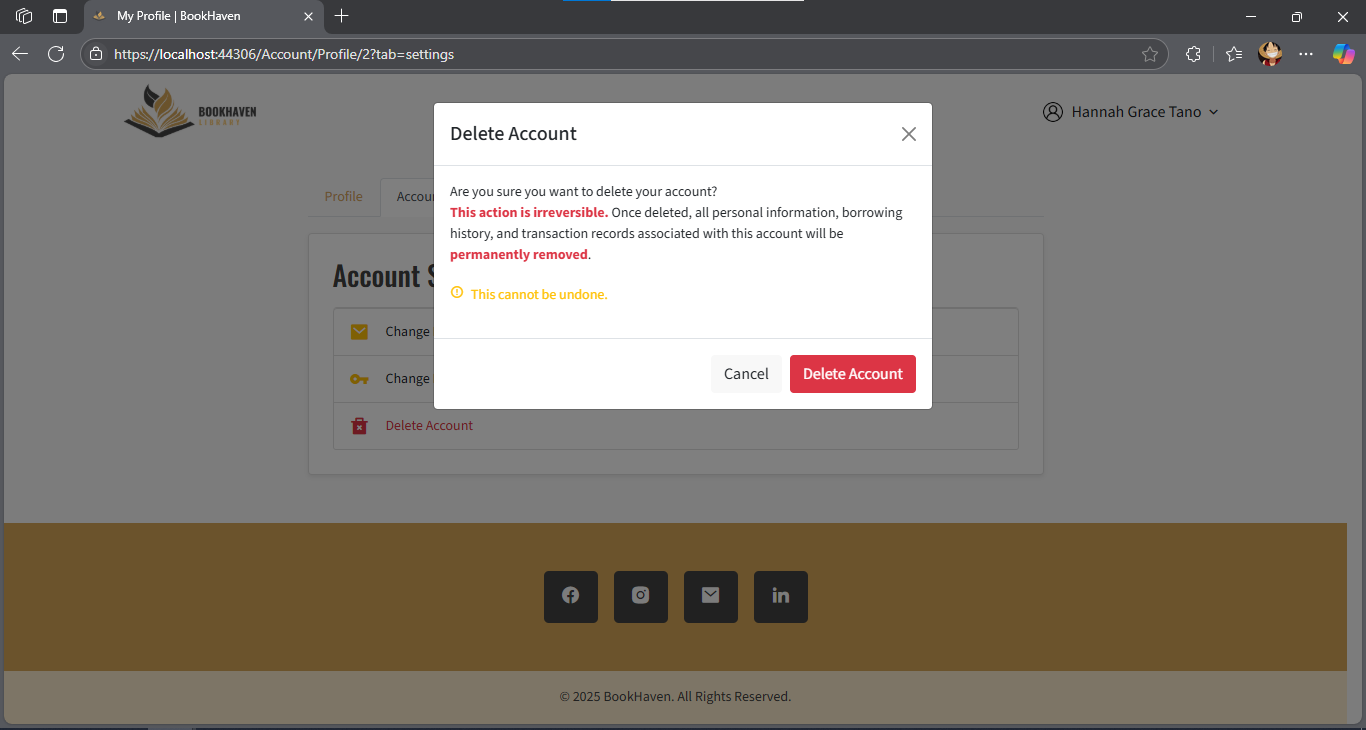 My Profile | BookHaven
https://localhost:44306/Account/Profile/2?tab=settings
BOOKHAVEN
LIBRARY
Hannah Grace Tano
Delete Account
Profile
Accou
Are you sure you want to delete your account?
This action is irreversible. Once deleted, all personal information, borrowing
history, and transaction records associated with this account will be
permanently removed.
Account S
This cannot be undone.
Change
Change
Cancel
Delete Account
Delete Account
© 2025 BookHaven. All Rights Reserved.